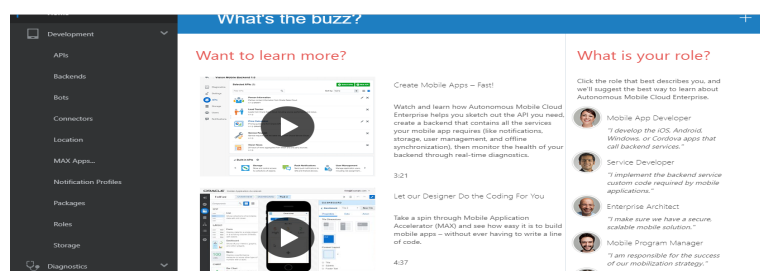 What's the buzz?
Development
APIs
Backends
Bots
Connectors
Location
MAX Apps...
Notification Profiles
Packages
Roles
Storage
Diagnostics
Want to learn more?
Create Mobile Apps – Fast!
Watch and learn how Autonomous Mobile Cloud
Enterprise helps you sketch out the API you need,
create a backend that contains all the services
your mobile app requires (like notifications,
storage, user management, and offline
synchronization), then monitor the health of your
backend through real-time diagnostics.
3:21
ORACLE
Let our Designer Do the Coding For You
Take a spin through Mobile Application
Accelerator (MAX) and see how easy it is to build
mobile apps – without ever having to write a line
of code.
4:37
What is your role?
Click the role that best describes you, and
we'll suggest the best way to learn about
Autonomous Mobile Cloud Enterprise.
Mobile App Developer
"I develop the iOS, Android,
Windows, or Cordova apps that
call backend services."
Service Developer
"I implement the backend service
custom code required by mobile
applications."
Enterprise Architect
"I make sure we have a secure,
scalable mobile solution."
Mobile Program Manager
"I am responsible for the success
of our mobilization strategy."